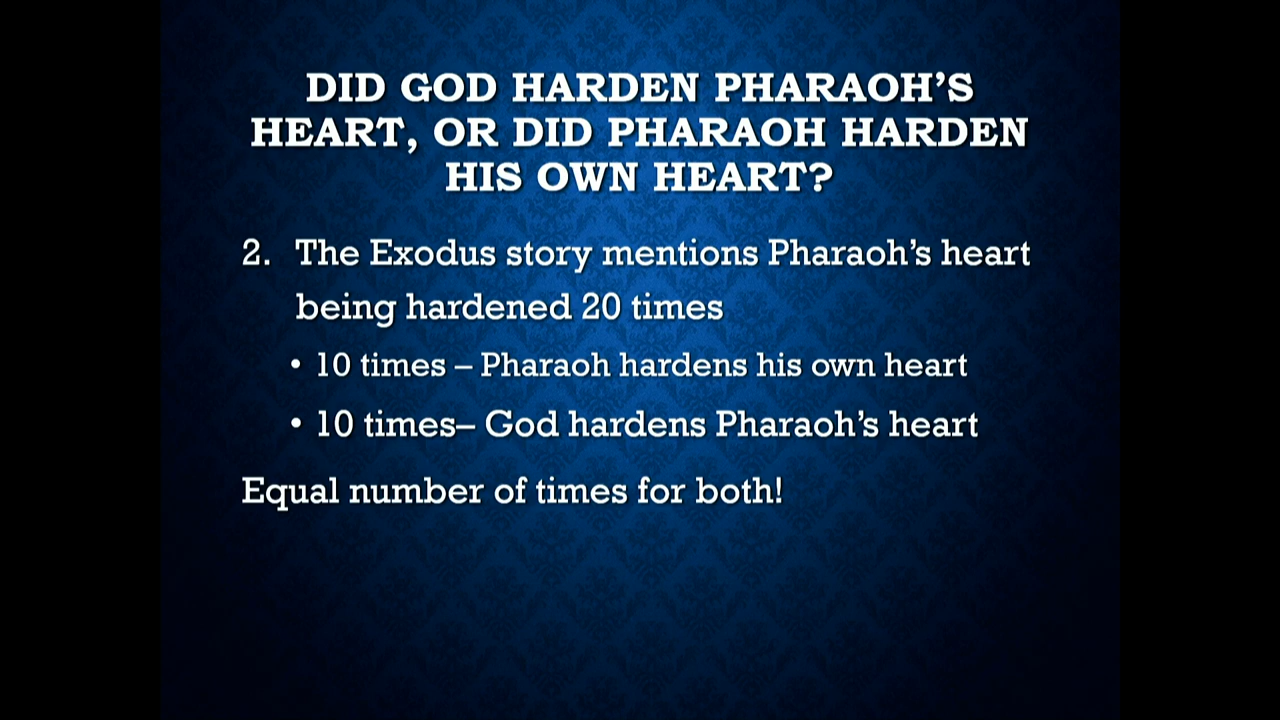 DID GOD HARDEN PHARAOH’S
HEART, OR DID PHARAOH HARDEN
HIS OWN HEART?
2. The Exodus story mentions Pharaoh’s heart
being hardened 20 times
• 10 times – Pharaoh hardens his own heart
• 10 times– God hardens Pharaoh’s heart
Equal number of times for both!